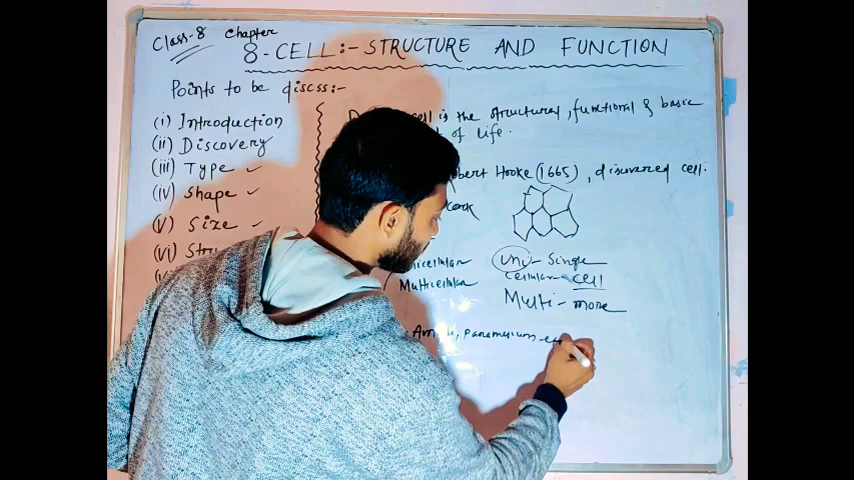 Class-8 Chapter
8-CELL:- STRUCTURE AND FUNCTION
Points to be discss:-
(i) Introduction
(ii) Discovery
(iii) Type
(iv) Shape
(v) Size
(vi)
cell is the structural, functional & basic
of life.
Robert Hooke (1665), discovered cell.
cork
Unicellular
Multicellular
Uni - Single
Cellular - cell
Multi - more
, Paramecium